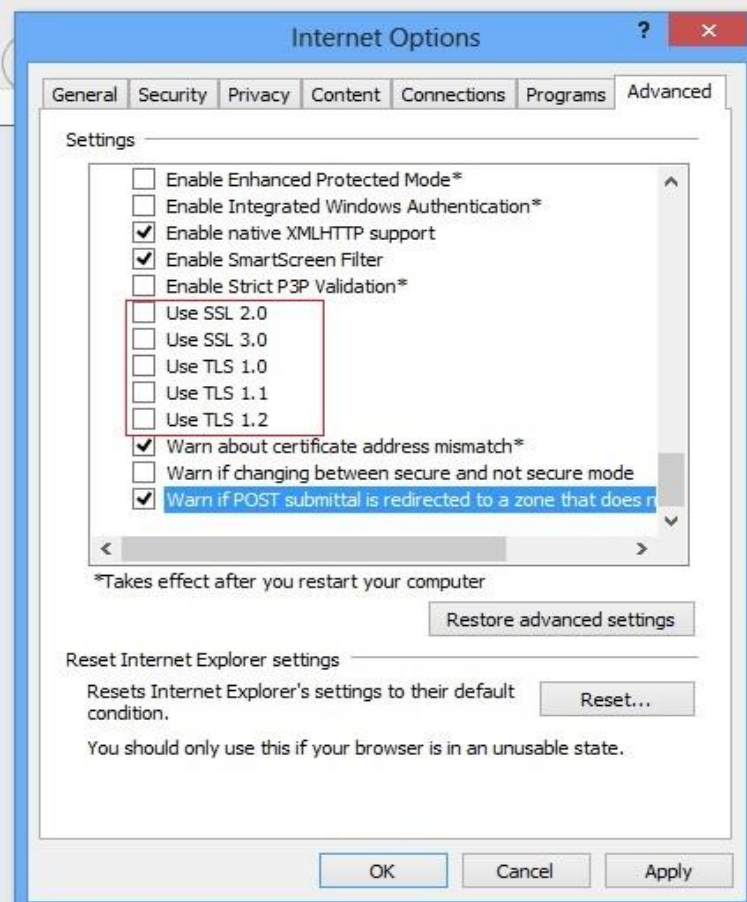 Internet Options
?
General Security Privacy Content Connections Programs Advanced
Settings
Enable Enhanced Protected Mode*
Enable Integrated Windows Authentication*
Enable native XMLHTTP support
Enable SmartScreen Filter
Enable Strict P3P Validation*
Use SSL 2.0
Use SSL 3.0
Use TLS 1.0
Use TLS 1.1
Use TLS 1.2
Warn about certificate address mismatch*
Warn if changing between secure and not secure mode
Warn if POST submittal is redirected to a zone that does n
*Takes effect after you restart your computer
Restore advanced settings
Reset Internet Explorer settings
Resets Internet Explorer's settings to their default
condition.
Reset...
You should only use this if your browser is in an unusable state.
OK Cancel Apply